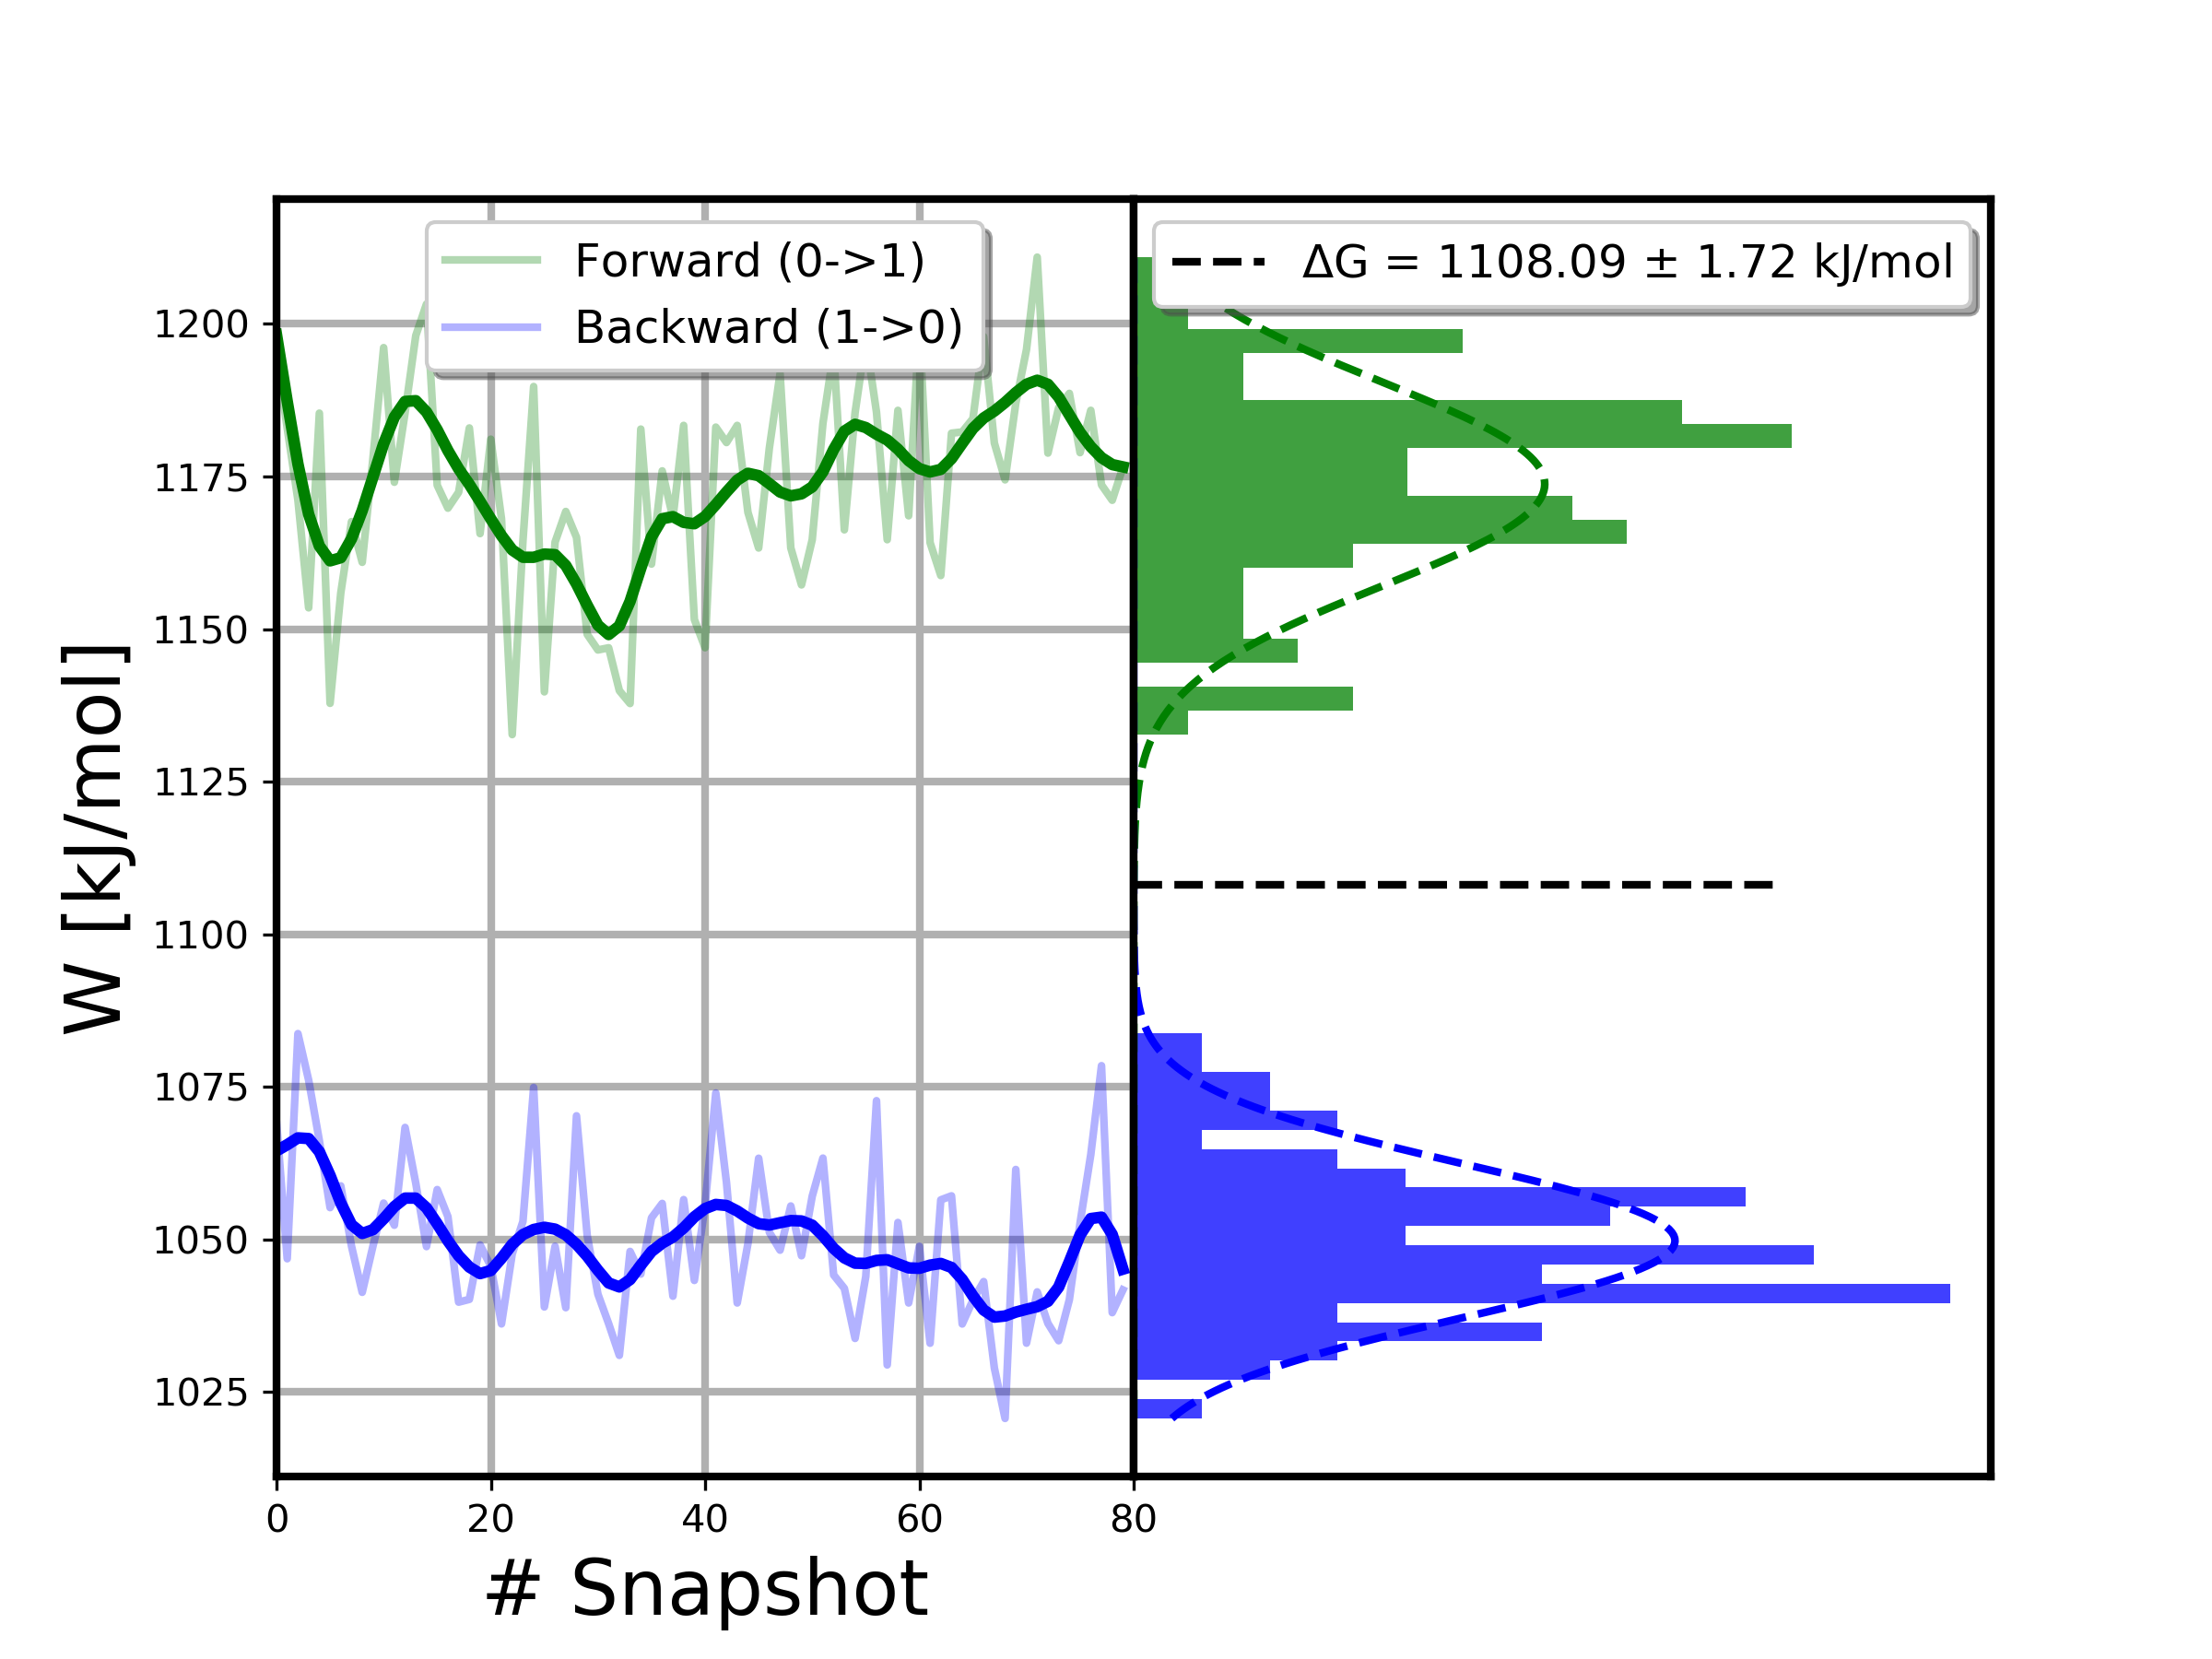 Forward (0->1)
Backward (1->0)
ΔG = 1108.09 ± 1.72 kJ/mol
W [kJ/mol]
1200
1175
1150
1125
1100
1075
1050
1025
0 20 40 60 80
# Snapshot